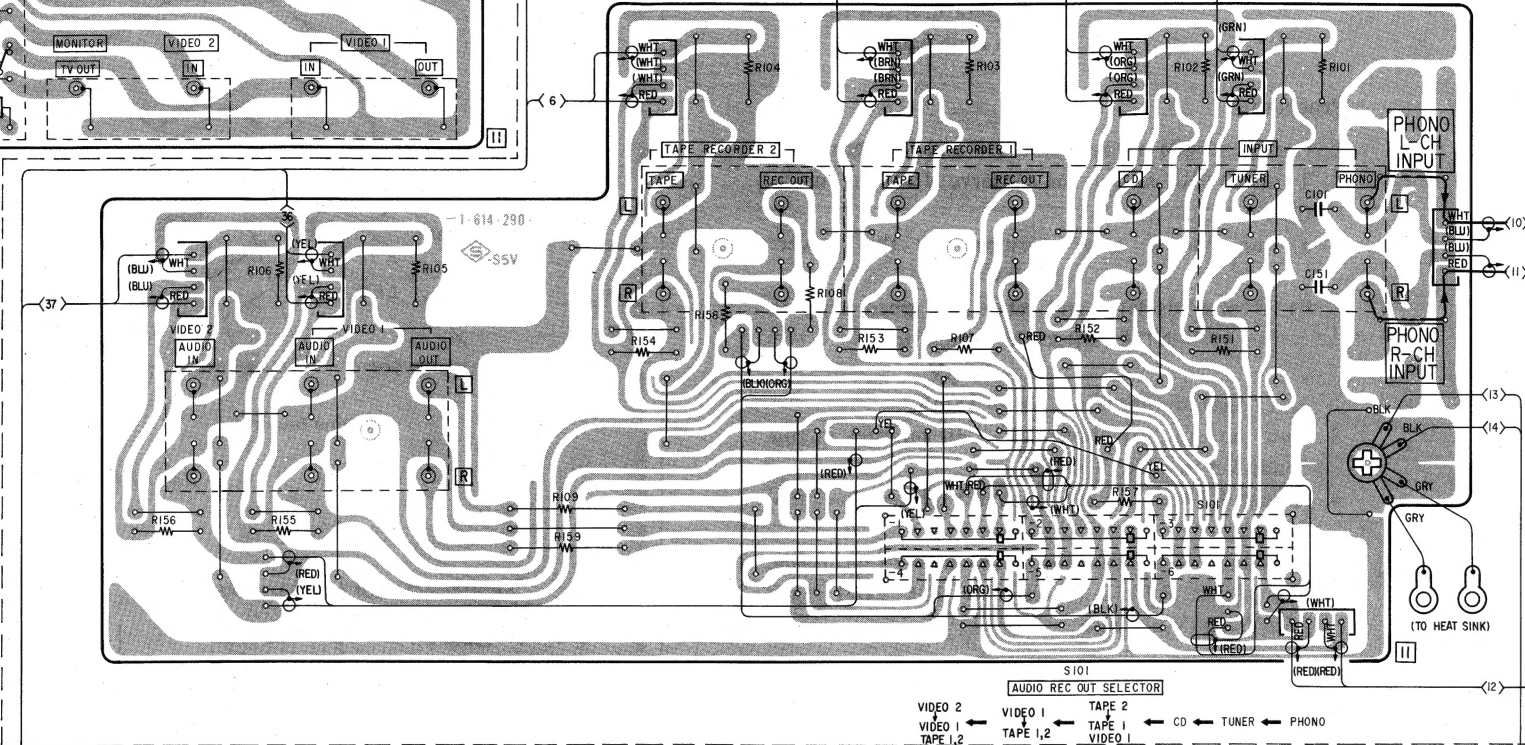 MONITOR
VIDEO 2
VIDEO 1
TV OUT
IN
IN
OUT
11
6
WHT
(WHT)
(WHT)
RED
R104
WHT
(BRN)
(BRN)
RED
R103
WHT
(ORG)
(ORG)
RED
R102
(GRN)
WHT
(GRN)
RED
R101
PHONO
L-CH
INPUT
TAPE RECORDER 2
TAPE RECORDER 1
INPUT
TAPE
REC OUT
TAPE
REC OUT
CD
TUNER
PHONO
L
C101
L
WHT
(BLU)
(BLU)
RED
10
11
36
1-614-290-
S
-S5V
(BLU)
WHT
(BLU)
RED
R106
(YEL)
WHT
(YEL)
RED
R105
37
R
R158
R108
C151
R
PHONO
R-CH
INPUT
VIDEO 2
VIDEO 1
AUDIO
IN
AUDIO
IN
AUDIO
OUT
R154
R153
R107
RED
R152
R151
(BLK)
(ORG)
L
R
13
14
BLK
BLK
GRY
GRY
YEL
RED
(RED)
(RED)
YEL
WHT
RED
(YEL)
(WHT)
R157
S101
R109
R159
R156
R155
(RED)
(YEL)
-1
-2
-3
-4
-5
-6
(ORG)
(BLK)
WHT
RED
(RED)
(WHT)
RED
WHT
(RED)
(RED)
(TO HEAT SINK)
11
12
S101
AUDIO REC OUT SELECTOR
VIDEO 2
VIDEO 1
TAPE 1,2
VIDEO 1
TAPE 1,2
TAPE 2
TAPE 1
VIDEO 1
CD
TUNER
PHONO